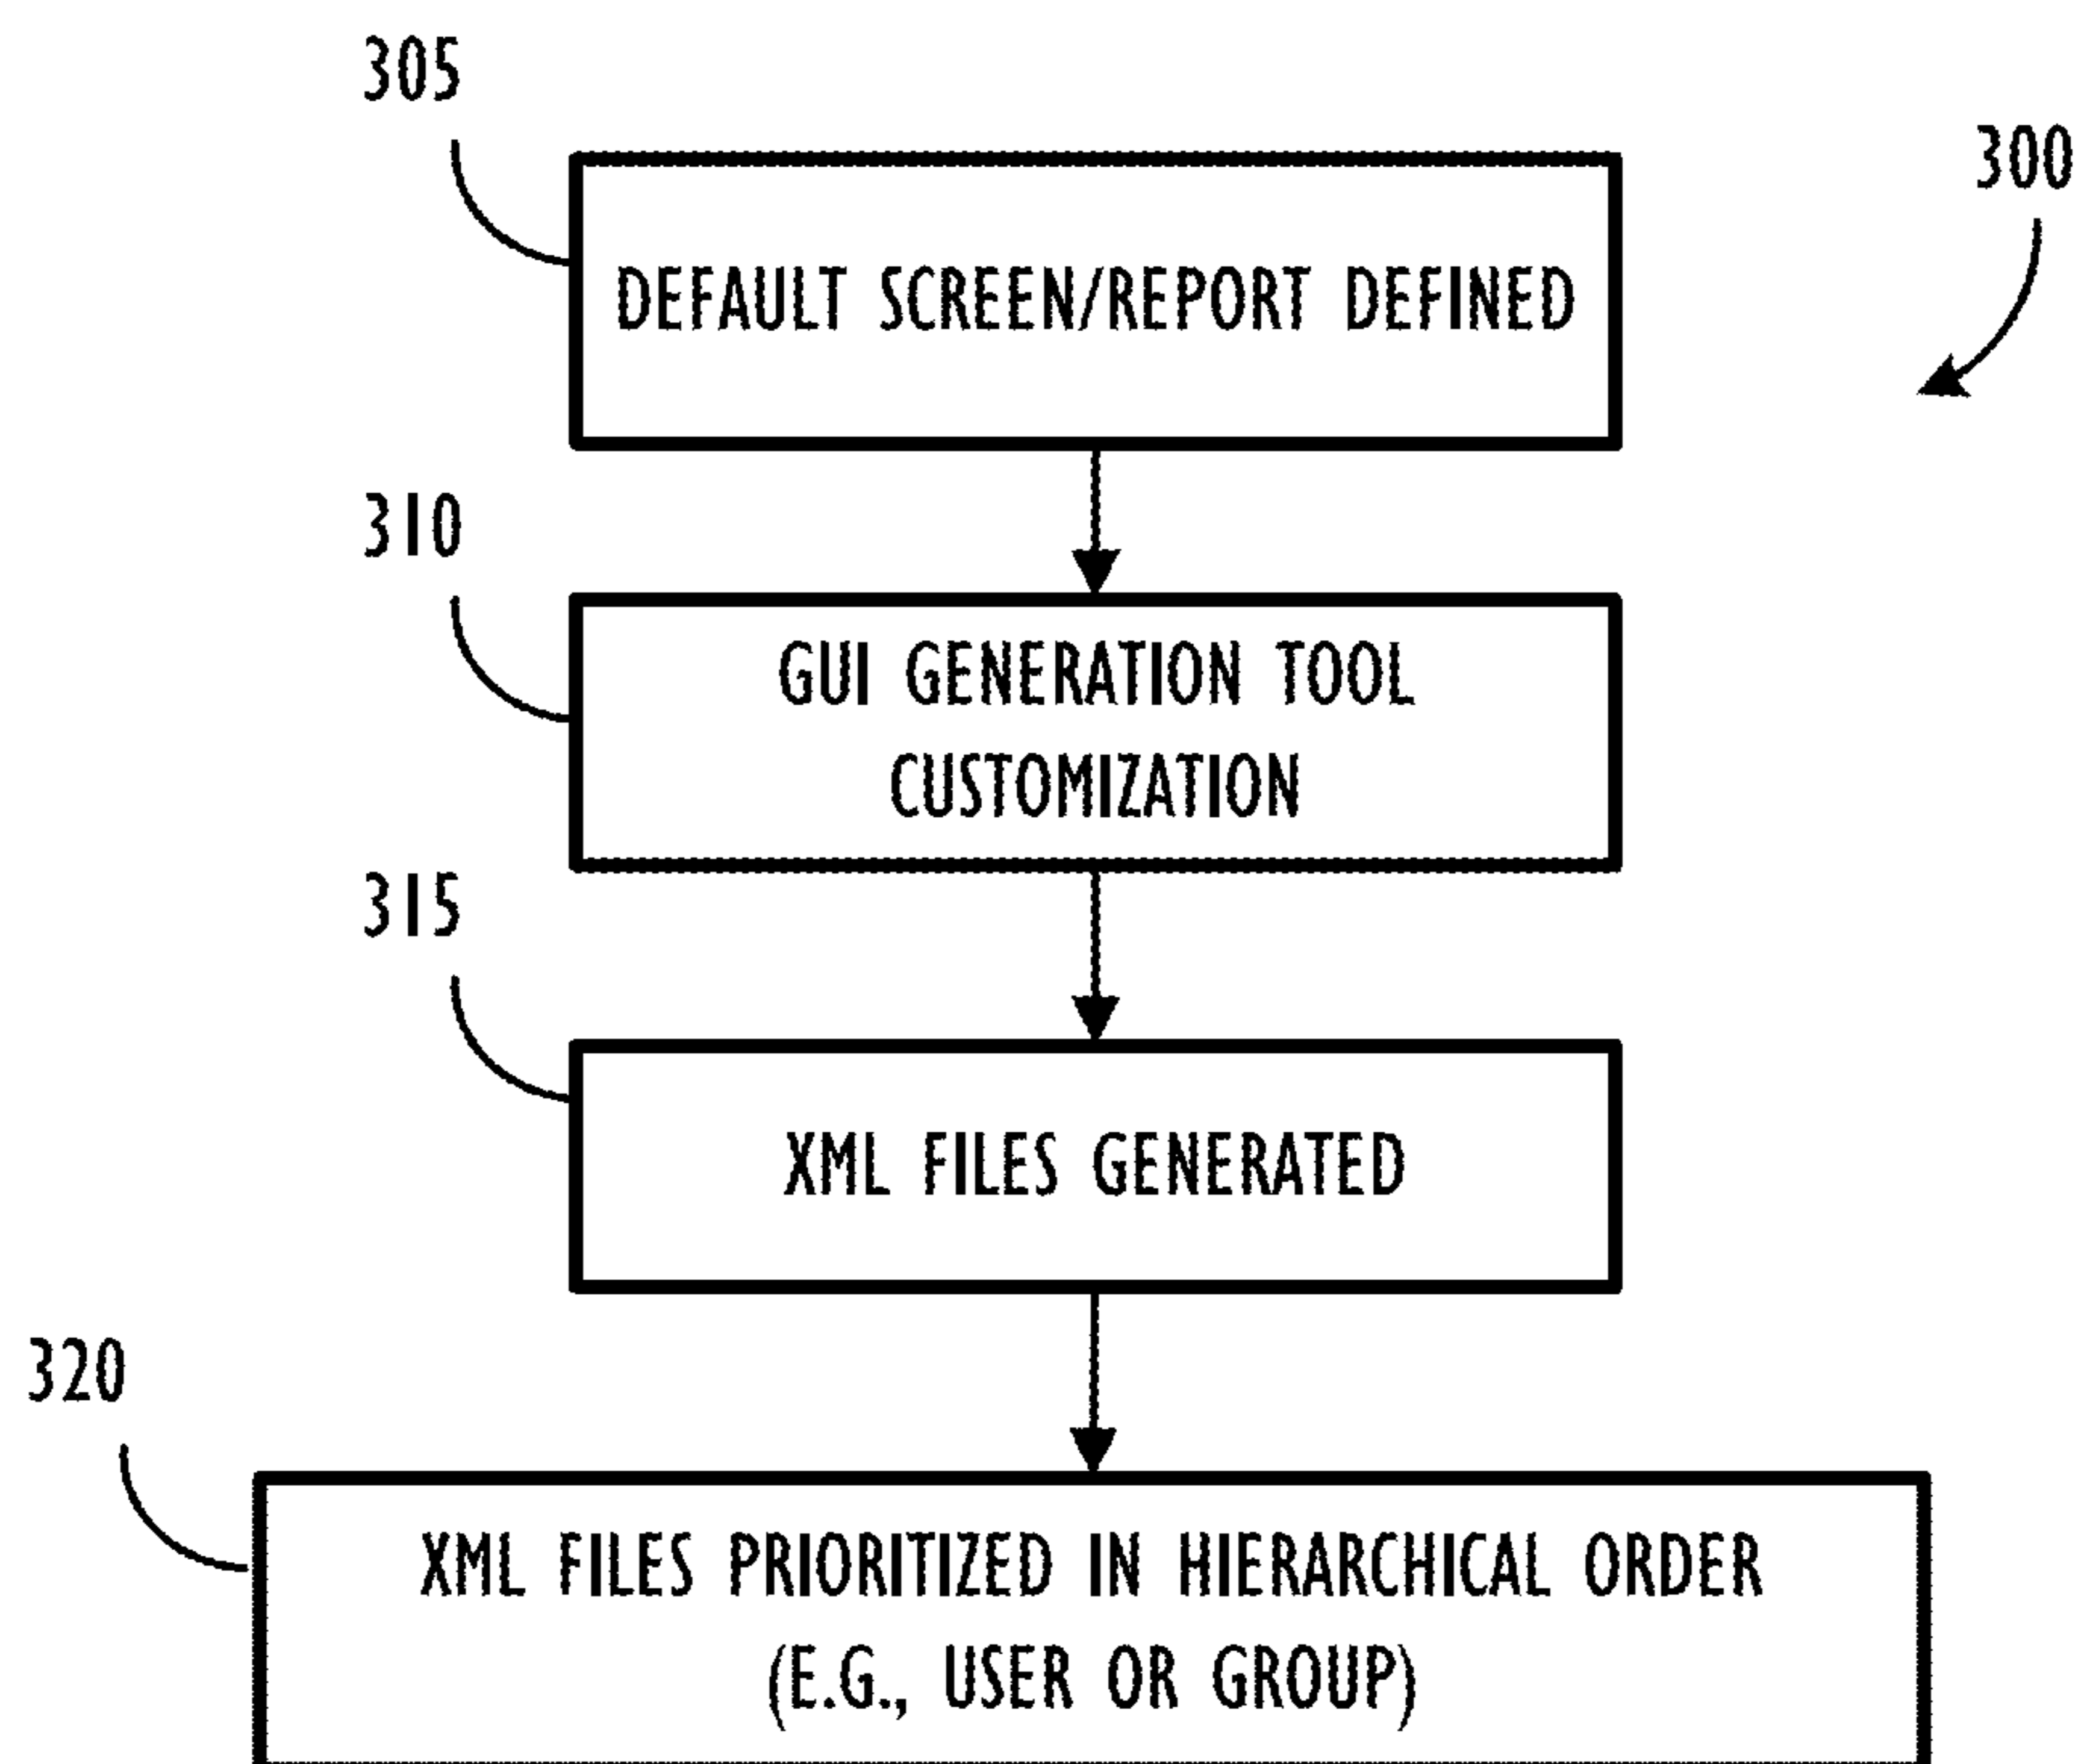 305
300
DEFAULT SCREEN/REPORT DEFINED
310
GUI GENERATION TOOL
CUSTOMIZATION
315
XML FILES GENERATED
320
XML FILES PRIORITIZED IN HIERARCHICAL ORDER
(E.G., USER OR GROUP)